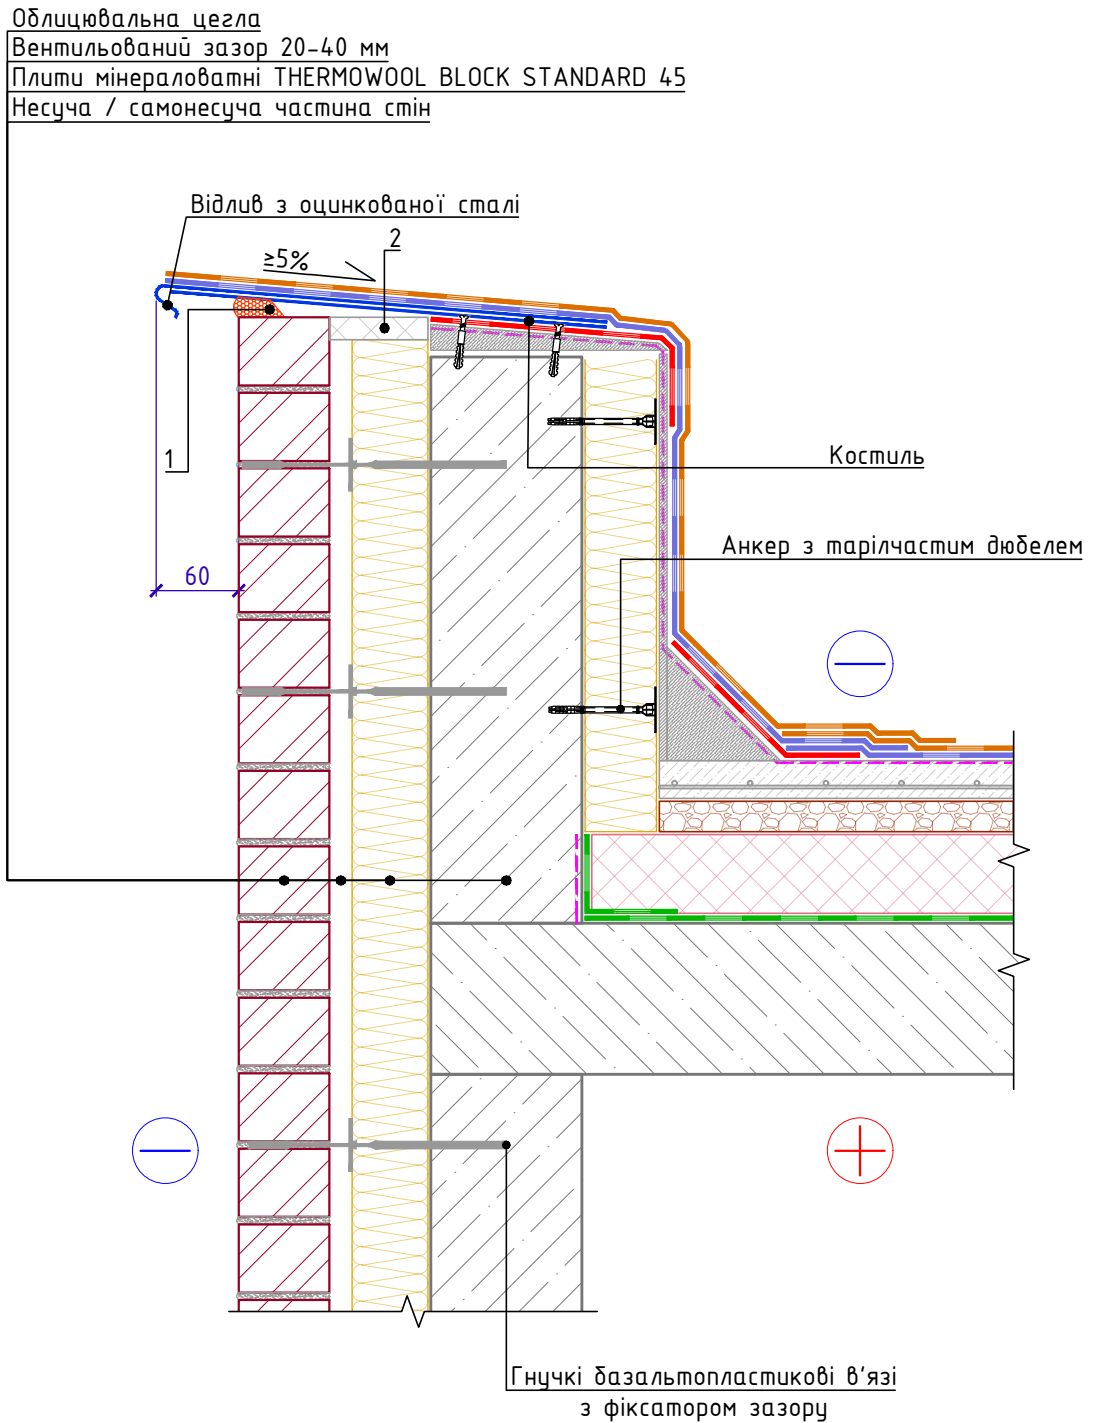 Облицювальна цегла
Вентильований зазор 20-40 мм
Плити мінераловатні THERMOWOOL BLOCK STANDARD 45
Несуча / самонесуча частина стін
Відлив з оцинкованої сталі
2
≥5%
1
Костиль
Анкер з тарілчастим дюбелем
60
Гнучкі базальтопластикові в'язі
з фіксатором зазору